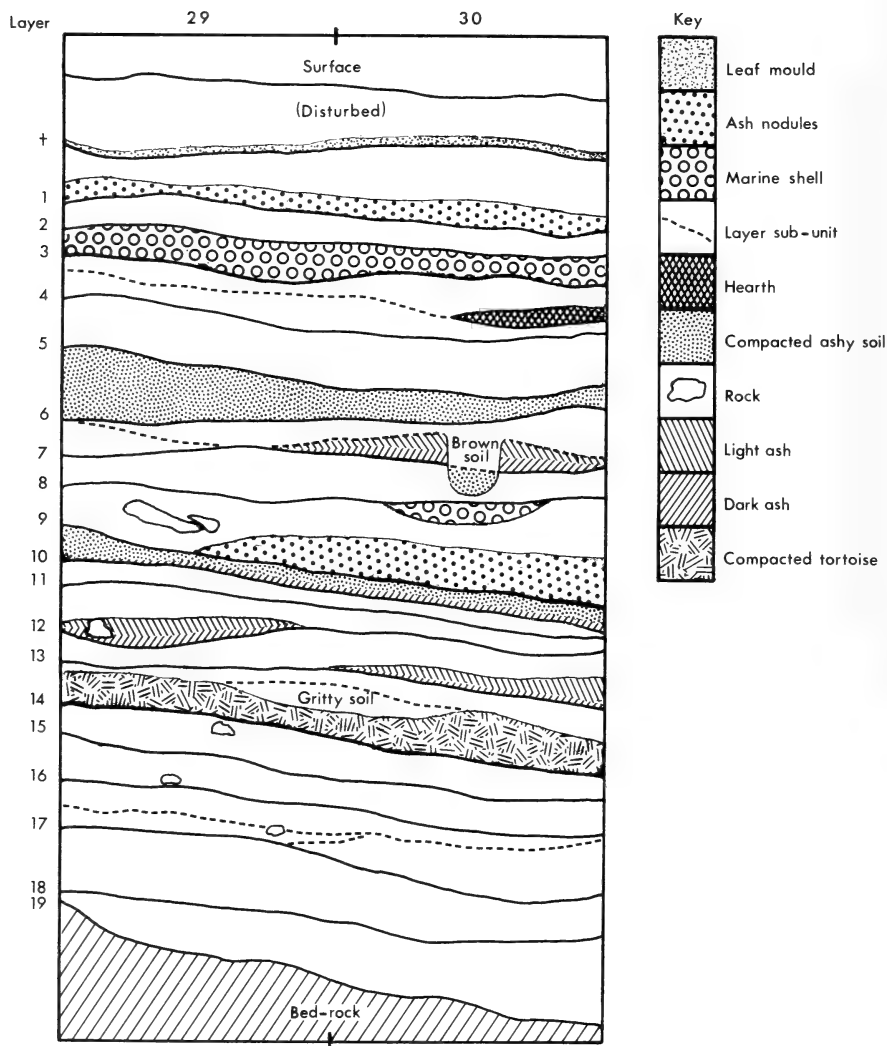 Layer
29
30
Key
Surface
(Disturbed)
†
1
2
3
4
5
6
7
Brown
soil
8
9
10
11
12
13
Gritty soil
14
15
16
17
18
19
Bed-rock
Leaf mould
Ash nodules
Marine shell
Layer sub-unit
Hearth
Compacted ashy soil
Rock
Light ash
Dark ash
Compacted tortoise